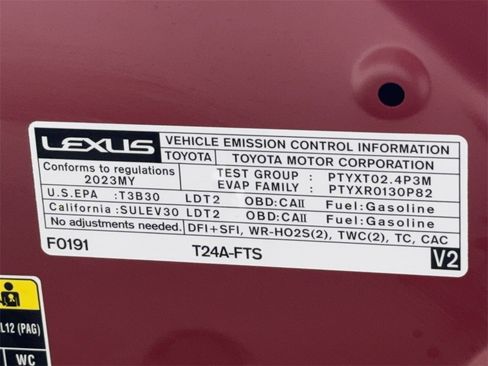 LEXUS VEHICLE EMISSION CONTROL INFORMATION
TOYOTA TOYOTA MOTOR CORPORATION
Conforms to regulations
2023MY
TEST GROUP : PTYXT02.4P3M
EVAP FAMILY : PTYXR0130P82
U.S.EPA : T3B30 LDT2 OBD:CAII Fuel:Gasoline
California :SULEV30 LDT2 OBD:CAII Fuel:Gasoline
No adjustments needed. DFI+SFI, WR-HO2S(2), TWC(2), TC, CAC
F0191 T24A-FTS V2
L12 (PAG)
WC